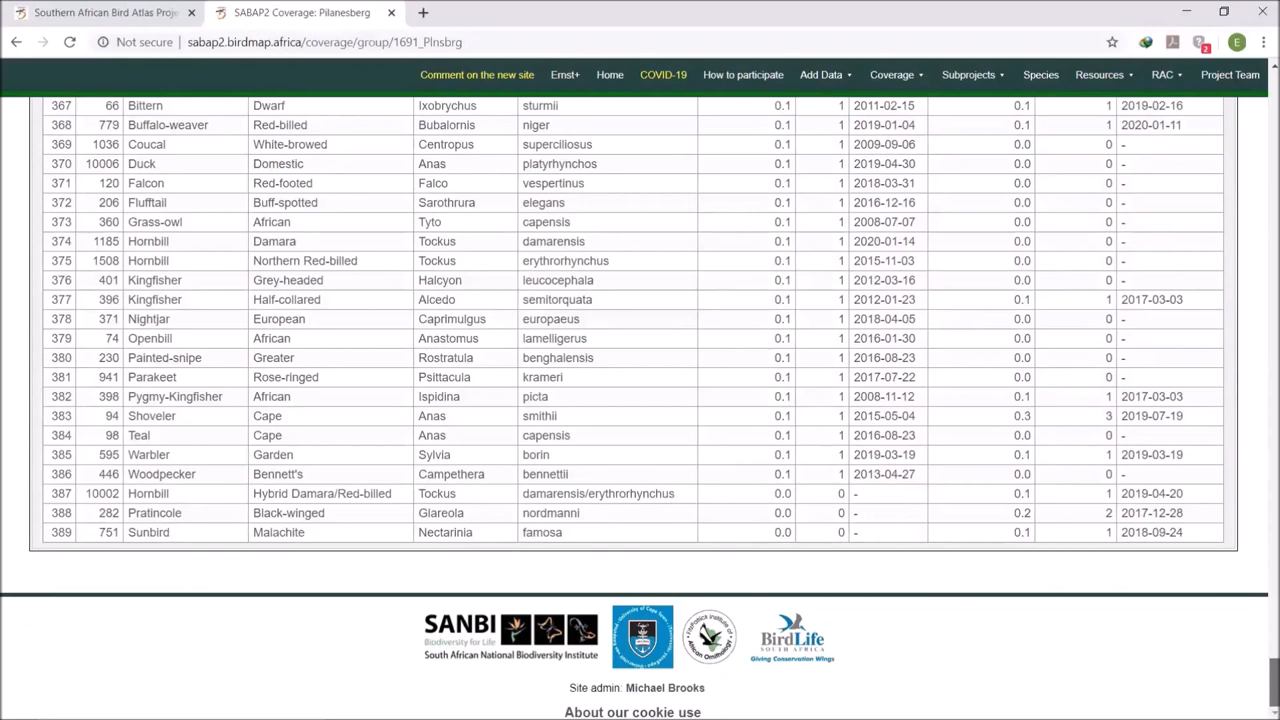 Southern African Bird Atlas Proj
SABAP2 Coverage: Pilanesberg
Not secure sabap2.birdmap.africa/coverage/group/1691_Plnsbrg
2
E
Comment on the new site Ernst+ Home COVID-19 How to participate Add Data Coverage Subprojects Species Resources RAC Project Team
367 66 Bittern Dwarf Ixobrychus sturmii 0.1 1 2011-02-15 0.1 1 2019-02-16
368 779 Buffalo-weaver Red-billed Bubalornis niger 0.1 1 2019-01-04 0.1 1 2020-01-11
369 1036 Coucal White-browed Centropus superciliosus 0.1 1 2009-09-06 0.0 0 -
370 10006 Duck Domestic Anas platyrhynchos 0.1 1 2019-04-30 0.0 0 -
371 120 Falcon Red-footed Falco vespertinus 0.1 1 2018-03-31 0.0 0 -
372 206 Flufftail Buff-spotted Sarothrura elegans 0.1 1 2016-12-16 0.0 0 -
373 360 Grass-owl African Tyto capensis 0.1 1 2008-07-07 0.0 0 -
374 1185 Hornbill Damara Tockus damarensis 0.1 1 2020-01-14 0.0 0 -
375 1508 Hornbill Northern Red-billed Tockus erythrorhynchus 0.1 1 2015-11-03 0.0 0 -
376 401 Kingfisher Grey-headed Halcyon leucocephala 0.1 1 2012-03-16 0.0 0 -
377 396 Kingfisher Half-collared Alcedo semitorquata 0.1 1 2012-01-23 0.1 1 2017-03-03
378 371 Nightjar European Caprimulgus europaeus 0.1 1 2018-04-05 0.0 0 -
379 74 Openbill African Anastomus lamelligerus 0.1 1 2016-01-30 0.0 0 -
380 230 Painted-snipe Greater Rostratula benghalensis 0.1 1 2016-08-23 0.0 0 -
381 941 Parakeet Rose-ringed Psittacula krameri 0.1 1 2017-07-22 0.0 0 -
382 398 Pygmy-Kingfisher African Ispidina picta 0.1 1 2008-11-12 0.1 1 2017-03-03
383 94 Shoveler Cape Anas smithii 0.1 1 2015-05-04 0.3 3 2019-07-19
384 98 Teal Cape Anas capensis 0.1 1 2016-08-23 0.0 0 -
385 595 Warbler Garden Sylvia borin 0.1 1 2019-03-19 0.1 1 2019-03-19
386 446 Woodpecker Bennett's Campethera bennettii 0.1 1 2013-04-27 0.0 0 -
387 10002 Hornbill Hybrid Damara/Red-billed Tockus damarensis/erythrorhynchus 0.0 0 - 0.1 1 2019-04-20
388 282 Pratincole Black-winged Glareola nordmanni 0.0 0 - 0.2 2 2017-12-28
389 751 Sunbird Malachite Nectarinia famosa 0.0 0 - 0.1 1 2018-09-24
SANBI
Biodiversity for Life
South African National Biodiversity Institute
BirdLife
SOUTH AFRICA
Giving Conservation Wings
Site admin: Michael Brooks
About our cookie use